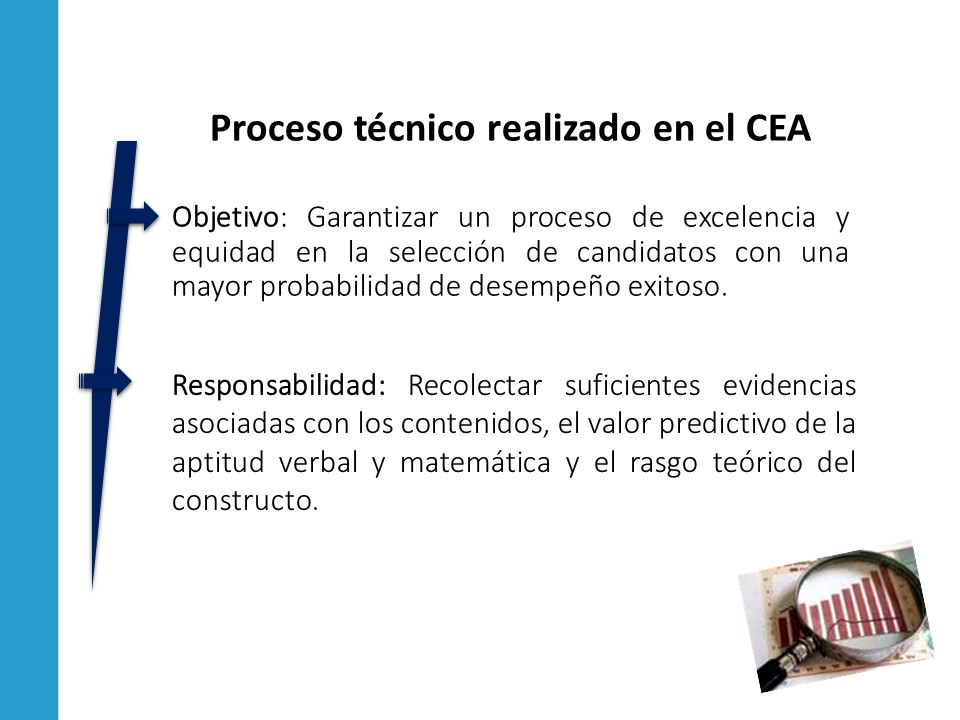 Proceso técnico realizado en el CEA
Objetivo: Garantizar un proceso de excelencia y
equidad en la selección de candidatos con una
mayor probabilidad de desempeño exitoso.
Responsabilidad: Recolectar suficientes evidencias
asociadas con los contenidos, el valor predictivo de la
aptitud verbal y matemática y el rasgo teórico del
constructo.